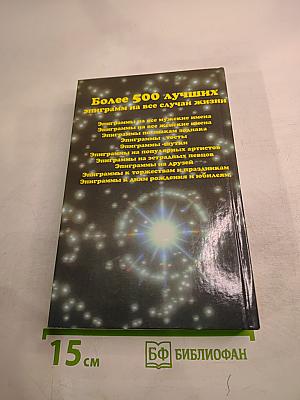 Более 500 лучших
эпиграмм на все случаи жизни
Эпиграммы на все мужские имена
Эпиграммы на все женские имена
Эпиграммы по знакам зодиака
Эпиграммы - тосты
Эпиграммы -шутки
Эпиграммы на популярных артистов
Эпиграммы на эстрадных певцов
Эпиграммы на друзей
Эпиграммы к торжествам и праздникам
Эпиграммы к дням рождения и юбилеям.
15 см
БФ БИБЛИОФАН